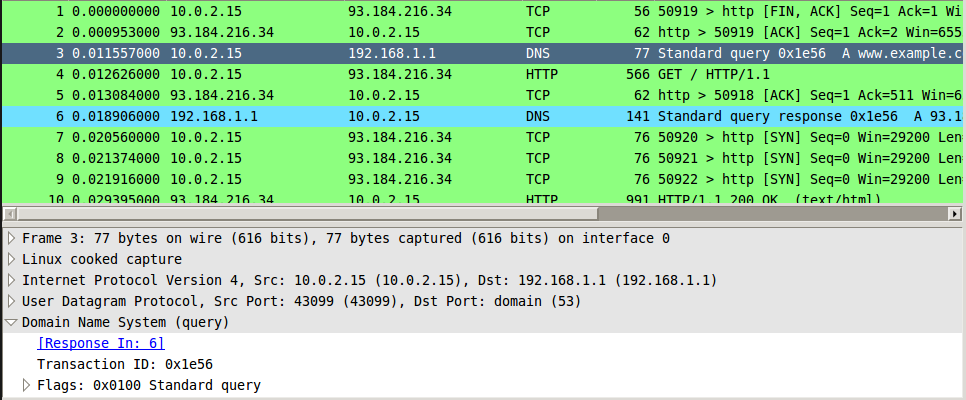 1 0.000000000 10.0.2.15 93.184.216.34 TCP 56 50919 > http [FIN, ACK] Seq=1 Ack=1 Wi
2 0.000953000 93.184.216.34 10.0.2.15 TCP 62 http > 50919 [ACK] Seq=1 Ack=2 Win=655
3 0.011557000 10.0.2.15 192.168.1.1 DNS 77 Standard query 0x1e56 A www.example.c
4 0.012626000 10.0.2.15 93.184.216.34 HTTP 566 GET / HTTP/1.1
5 0.013084000 93.184.216.34 10.0.2.15 TCP 62 http > 50918 [ACK] Seq=1 Ack=511 Win=6
6 0.018906000 192.168.1.1 10.0.2.15 DNS 141 Standard query response 0x1e56 A 93.1
7 0.020560000 10.0.2.15 93.184.216.34 TCP 76 50920 > http [SYN] Seq=0 Win=29200 Len=
8 0.021374000 10.0.2.15 93.184.216.34 TCP 76 50921 > http [SYN] Seq=0 Win=29200 Len=
9 0.021916000 10.0.2.15 93.184.216.34 TCP 76 50922 > http [SYN] Seq=0 Win=29200 Len=
10 0.029395000 93.184.216.34 10.0.2.15 HTTP 991 HTTP/1.1 200 OK (text/html)
Frame 3: 77 bytes on wire (616 bits), 77 bytes captured (616 bits) on interface 0
Linux cooked capture
Internet Protocol Version 4, Src: 10.0.2.15 (10.0.2.15), Dst: 192.168.1.1 (192.168.1.1)
User Datagram Protocol, Src Port: 43099 (43099), Dst Port: domain (53)
Domain Name System (query)
[Response In: 6]
Transaction ID: 0x1e56
Flags: 0x0100 Standard query